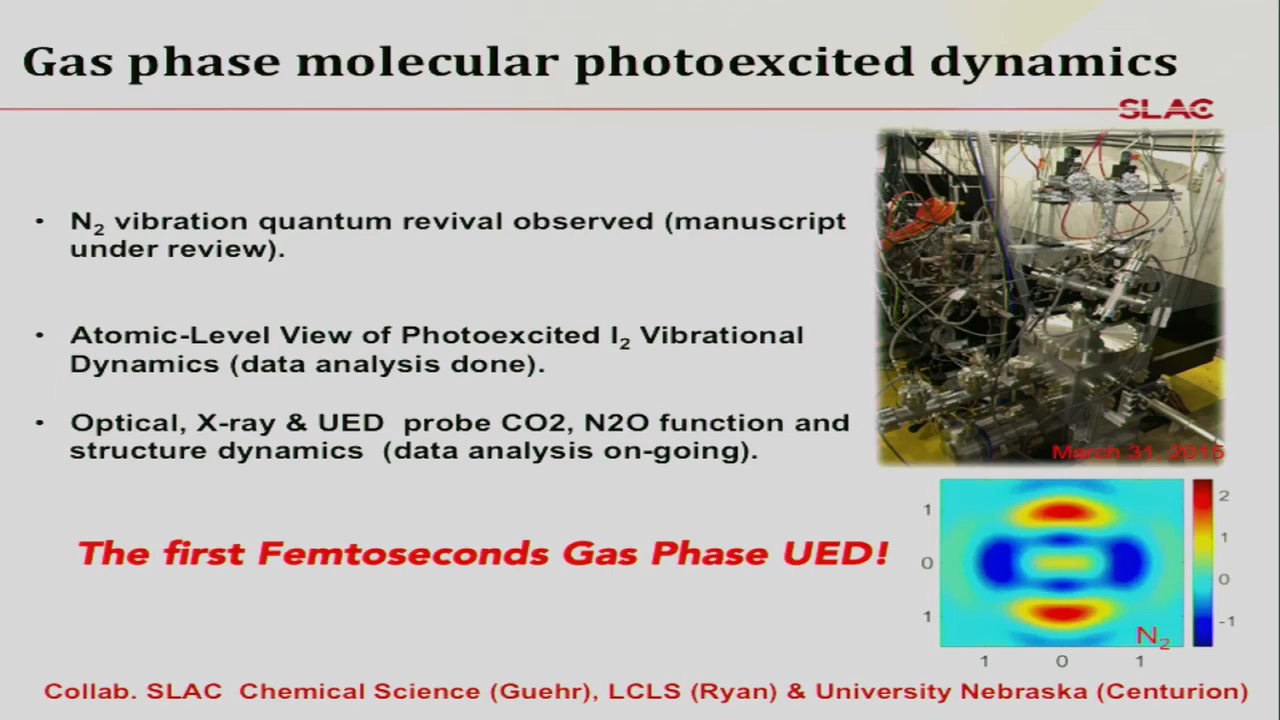 Gas phase molecular photoexcited dynamics
SLAC
• N₂ vibration quantum revival observed (manuscript
under review).
• Atomic-Level View of Photoexcited I₂ Vibrational
Dynamics (data analysis done).
• Optical, X-ray & UED probe CO2, N2O function and
structure dynamics (data analysis on-going).
March 31, 2015
The first Femtoseconds Gas Phase UED!
1
0
1
2
1
0
-1
N₂
1 0 1
Collab. SLAC Chemical Science (Guehr), LCLS (Ryan) & University Nebraska (Centurion)